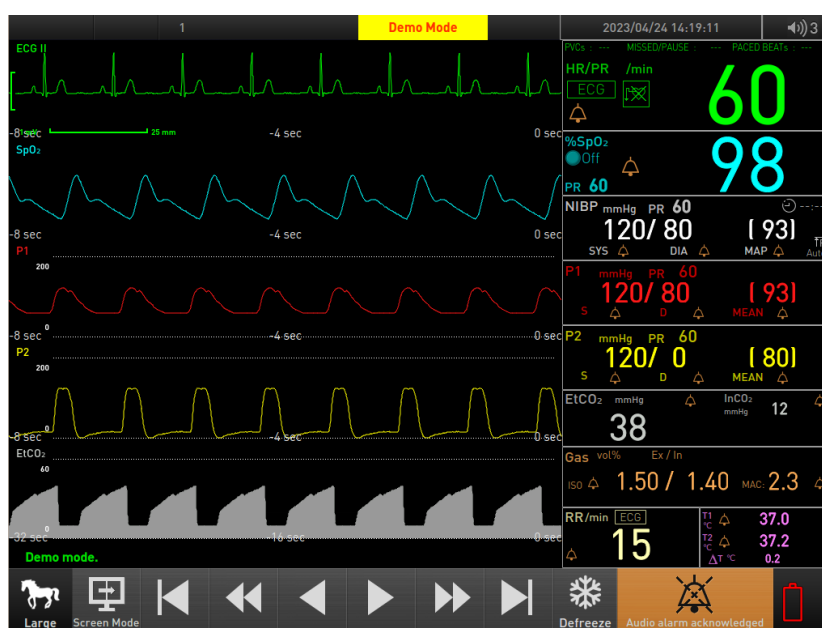 1
Demo Mode
2023/04/24 14:19:11
3
ECG II
25 mm
-4 sec
0 sec
SpO₂
-8 sec
-4 sec
0 sec
P1
200
0
-8 sec
-4 sec
0 sec
P2
200
0
-8 sec
-4 sec
0 sec
EtCO₂
60
0
-32 sec
-16 sec
0 sec
Demo mode.
PVCs : --- MISSED/PAUSE : --- PACED BEATs : ---
HR/PR /min
ECG
60
%SpO₂
Off
PR 60
98
NIBP mmHg PR 60 --:--
120/ 80 ( 93)
SYS DIA MAP
P1 mmHg PR 60
120/ 80 ( 93)
S D MEAN
P2 mmHg PR 60
120/ 0 ( 80)
S D MEAN
EtCO₂ mmHg
38
InCO₂
mmHg 12
Gas vol% Ex / In
ISO 1.50 / 1.40 MAC: 2.3
RR/min ECG
15
T1 °C 37.0
T2 °C 37.2
ΔT °C 0.2
Large
Screen Mode
Defreeze
Audio alarm acknowledged